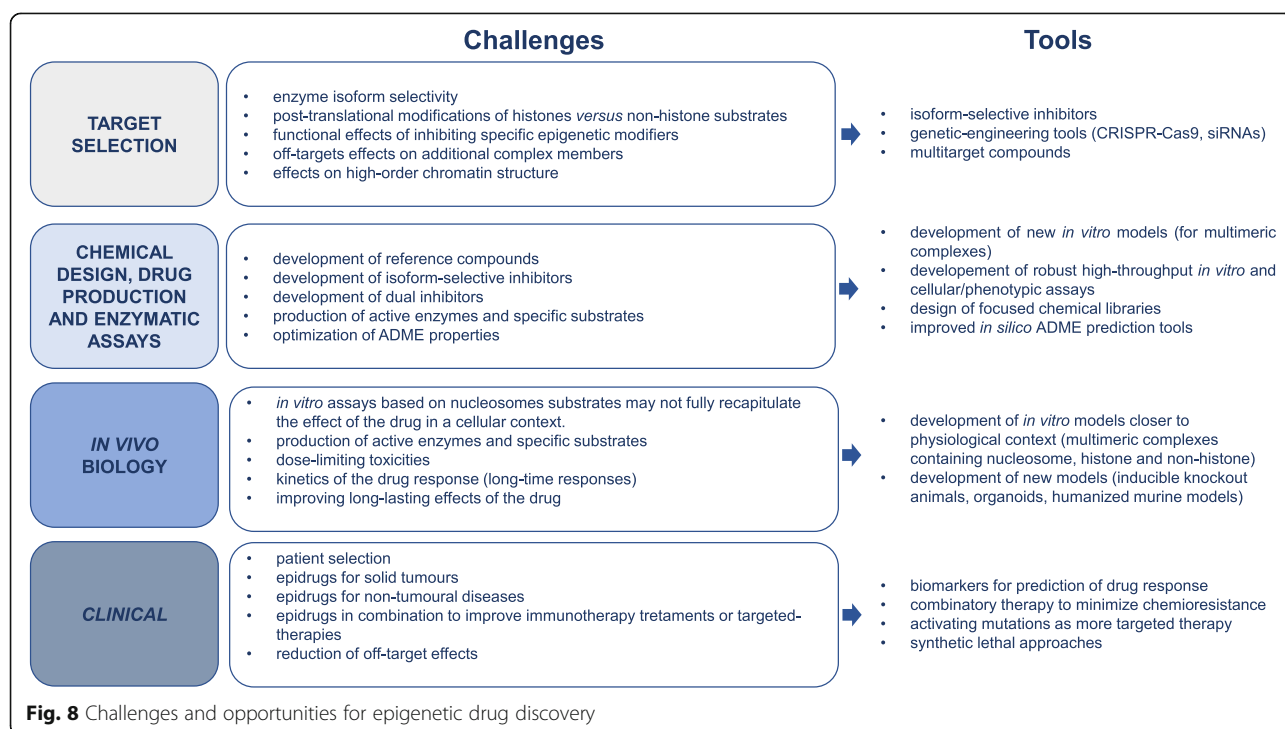 Challenges
Tools
TARGET
SELECTION
• enzyme isoform selectivity
• post-translational modifications of histones versus non-histone substrates
• functional effects of inhibiting specific epigenetic modifiers
• off-targets effects on additional complex members
• effects on high-order chromatin structure
• isoform-selective inhibitors
• genetic-engineering tools (CRISPR-Cas9, siRNAs)
• multitarget compounds
CHEMICAL
DESIGN, DRUG
PRODUCTION
AND ENZYMATIC
ASSAYS
• development of reference compounds
• development of isoform-selective inhibitors
• development of dual inhibitors
• production of active enzymes and specific substrates
• optimization of ADME properties
• development of new in vitro models (for multimeric
complexes)
• developement of robust high-throughput in vitro and
cellular/phenotypic assays
• design of focused chemical libraries
• improved in silico ADME prediction tools
IN VIVO
BIOLOGY
• in vitro assays based on nucleosomes substrates may not fully recapitulate
the effect of the drug in a cellular context.
• production of active enzymes and specific substrates
• dose-limiting toxicities
• kinetics of the drug response (long-time responses)
• improving long-lasting effects of the drug
• development of in vitro models closer to
physiological context (multimeric complexes
containing nucleosome, histone and non-histone)
• development of new models (inducible knockout
animals, organoids, humanized murine models)
CLINICAL
• patient selection
• epidrugs for solid tumours
• epidrugs for non-tumoural diseases
• epidrugs in combination to improve immunotherapy tretaments or targeted-
therapies
• reduction of off-target effects
• biomarkers for prediction of drug response
• combinatory therapy to minimize chemioresistance
• activating mutations as more targeted therapy
• synthetic lethal approaches
Fig. 8 Challenges and opportunities for epigenetic drug discovery